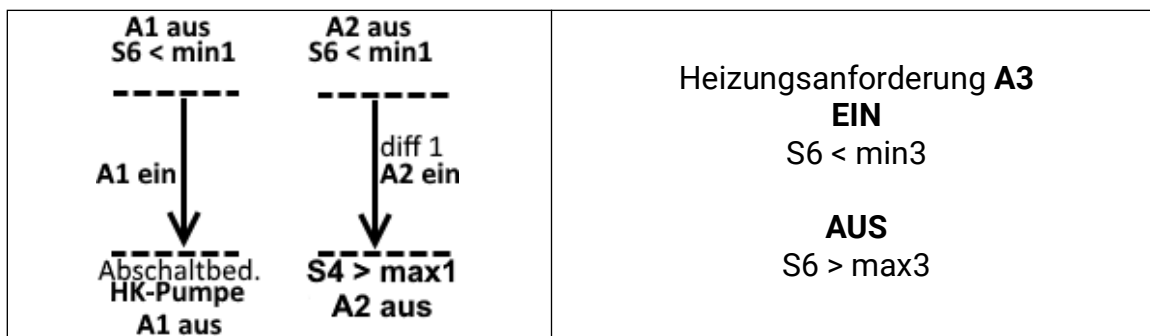 A1 aus
S6 < min1
A1 ein
Abschaltbed.
HK-Pumpe
A1 aus
A2 aus
S6 < min1
diff 1
A2 ein
S4 > max1
A2 aus
Heizungsanforderung A3
EIN
S6 < min3
AUS
S6 > max3